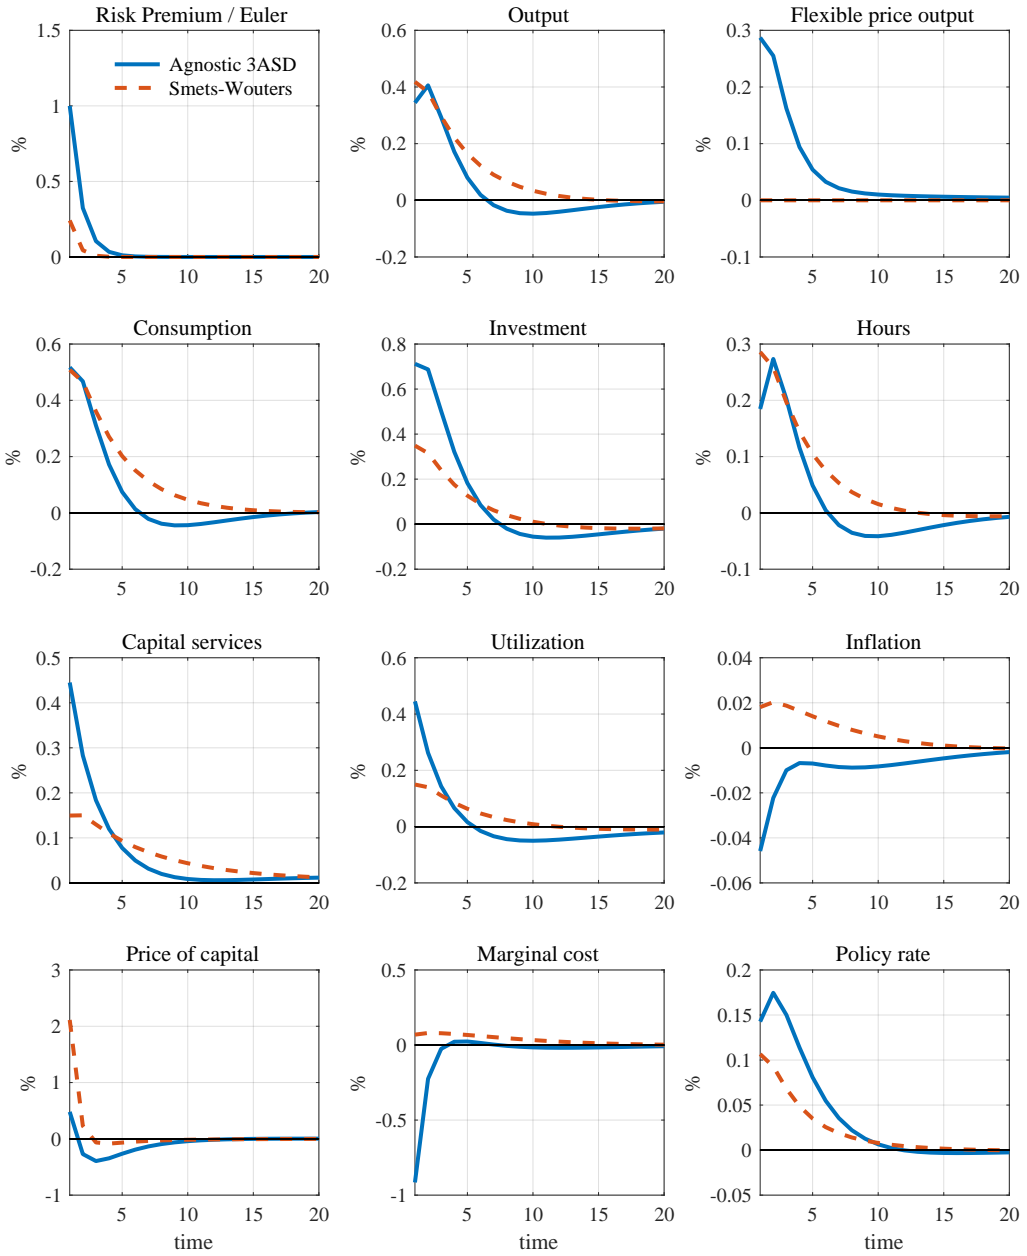 Risk Premium / Euler
1.5
1
0.5
0
%
5 10 15 20
Agnostic 3ASD
Smets-Wouters
Output
0.6
0.4
0.2
0
-0.2
%
5 10 15 20
Flexible price output
0.3
0.2
0.1
0
-0.1
%
5 10 15 20
Consumption
0.6
0.4
0.2
0
-0.2
%
5 10 15 20
Investment
0.8
0.6
0.4
0.2
0
-0.2
%
5 10 15 20
Hours
0.3
0.2
0.1
0
-0.1
%
5 10 15 20
Capital services
0.5
0.4
0.3
0.2
0.1
0
%
5 10 15 20
Utilization
0.6
0.4
0.2
0
-0.2
%
5 10 15 20
Inflation
0.04
0.02
0
-0.02
-0.04
-0.06
%
5 10 15 20
Price of capital
3
2
1
0
-1
%
5 10 15 20
time
Marginal cost
0.5
0
-0.5
-1
%
5 10 15 20
time
Policy rate
0.2
0.15
0.1
0.05
0
-0.05
%
5 10 15 20
time